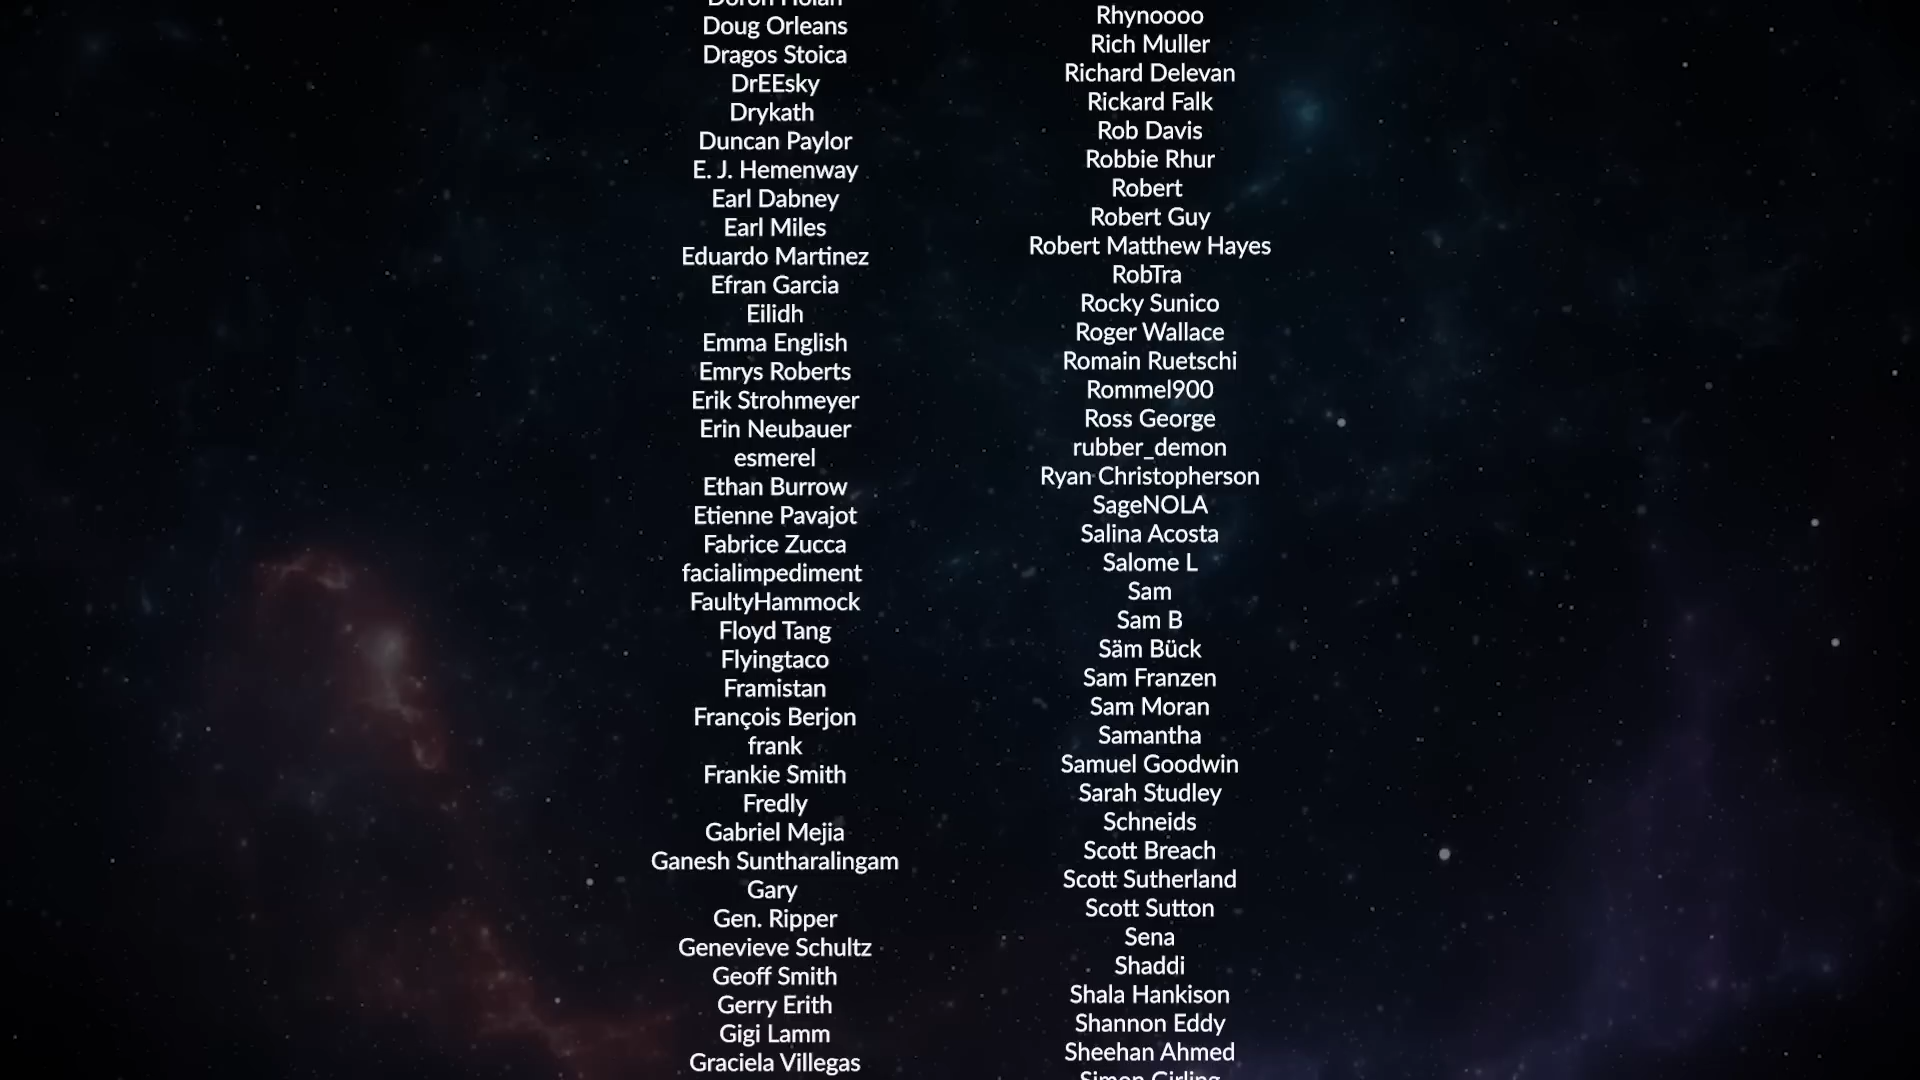 Doron Holan
Doug Orleans
Dragos Stoica
DrEEsky
Drykath
Duncan Paylor
E. J. Hemenway
Earl Dabney
Earl Miles
Eduardo Martinez
Efran Garcia
Eilidh
Emma English
Emrys Roberts
Erik Strohmeyer
Erin Neubauer
esmerel
Ethan Burrow
Etienne Pavajot
Fabrice Zucca
facialimpediment
FaultyHammock
Floyd Tang
Flyingtaco
Framistan
François Berjon
frank
Frankie Smith
Fredly
Gabriel Mejia
Ganesh Suntharalingam
Gary
Gen. Ripper
Genevieve Schultz
Geoff Smith
Gerry Erith
Gigi Lamm
Graciela Villegas
Rhynoooo
Rich Muller
Richard Delevan
Rickard Falk
Rob Davis
Robbie Rhur
Robert
Robert Guy
Robert Matthew Hayes
RobTra
Rocky Sunico
Roger Wallace
Romain Ruetschi
Rommel900
Ross George
rubber_demon
Ryan Christopherson
SageNOLA
Salina Acosta
Salome L
Sam
Sam B
Säm Bück
Sam Franzen
Sam Moran
Samantha
Samuel Goodwin
Sarah Studley
Schneids
Scott Breach
Scott Sutherland
Scott Sutton
Sena
Shaddi
Shala Hankison
Shannon Eddy
Sheehan Ahmed
Simon Girling